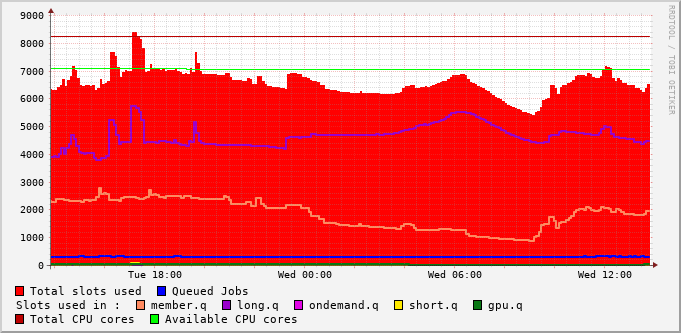 RRDTOOL / TOBI OETIKER
9000
8000
7000
6000
5000
4000
3000
2000
1000
0
Tue 18:00 Wed 00:00 Wed 06:00 Wed 12:00
Total slots used Queued Jobs
Slots used in : member.q long.q ondemand.q short.q gpu.q
Total CPU cores Available CPU cores